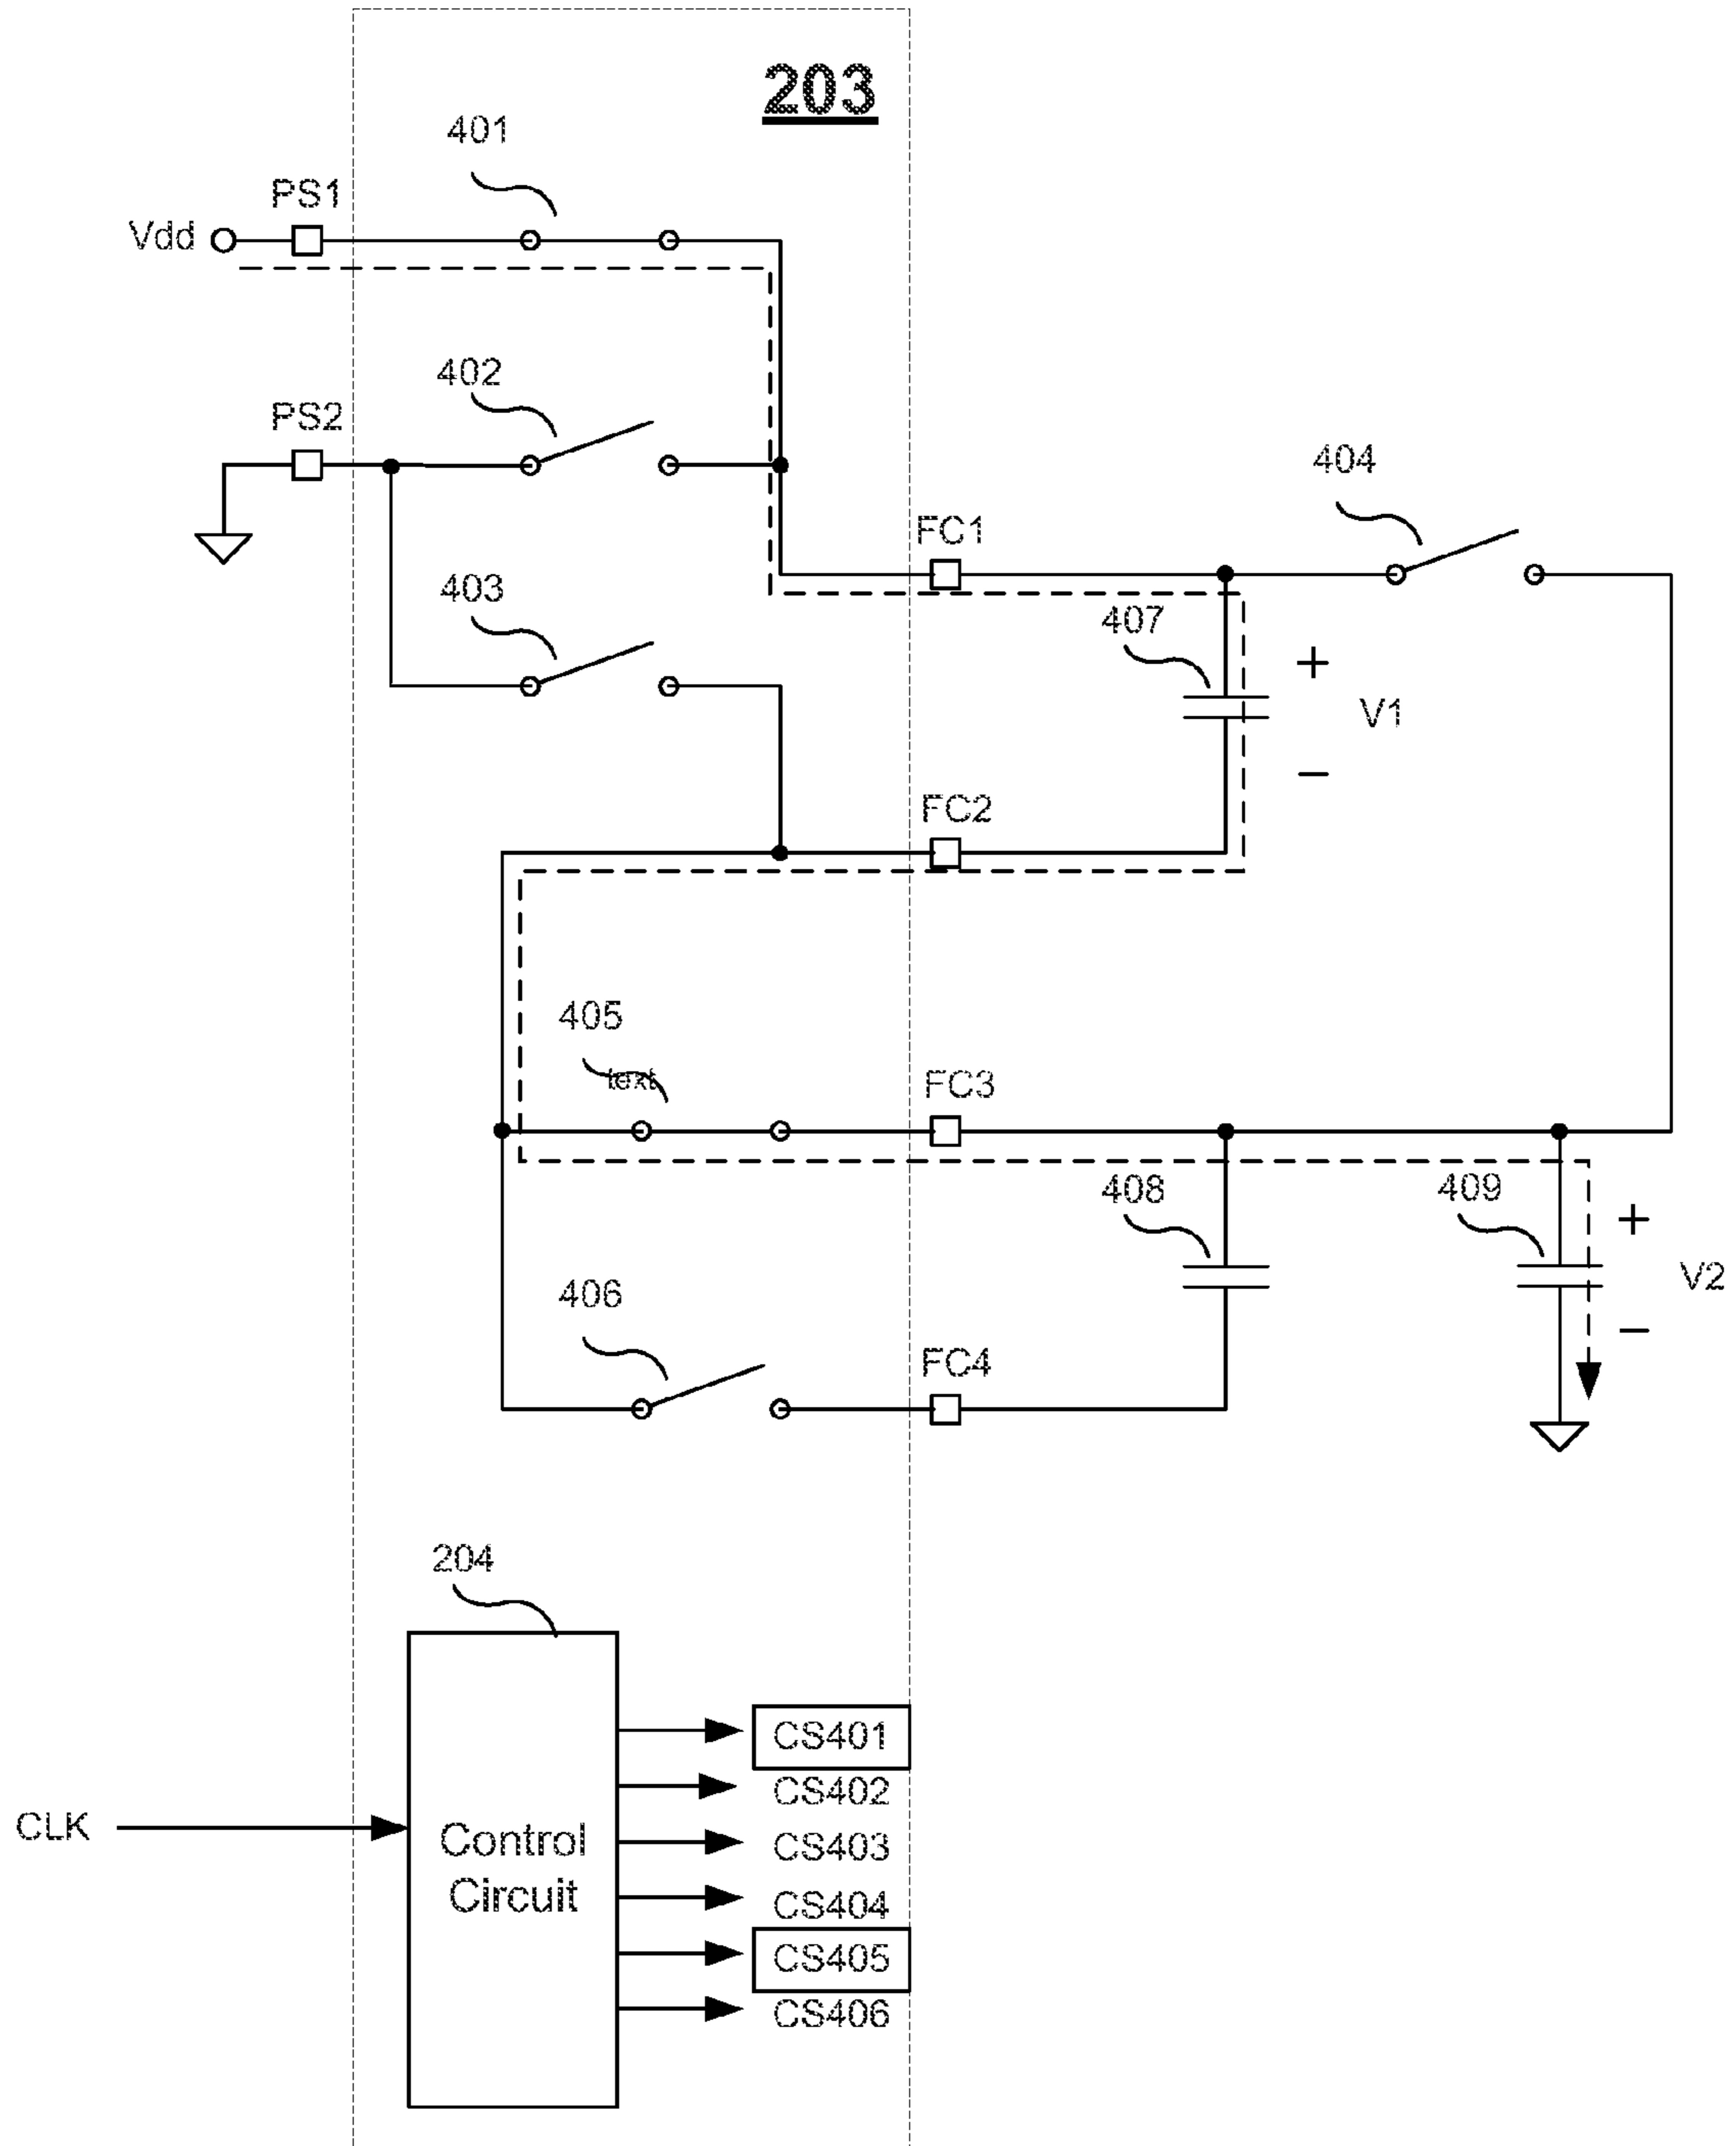 203
401
PS1
Vdd
402
PS2
404
FC1
403
407
+
V1
−
FC2
405
text
FC3
408
409
+
V2
−
406
FC4
204
CS401
CS402
CLK
Control
Circuit
CS403
CS404
CS405
CS406